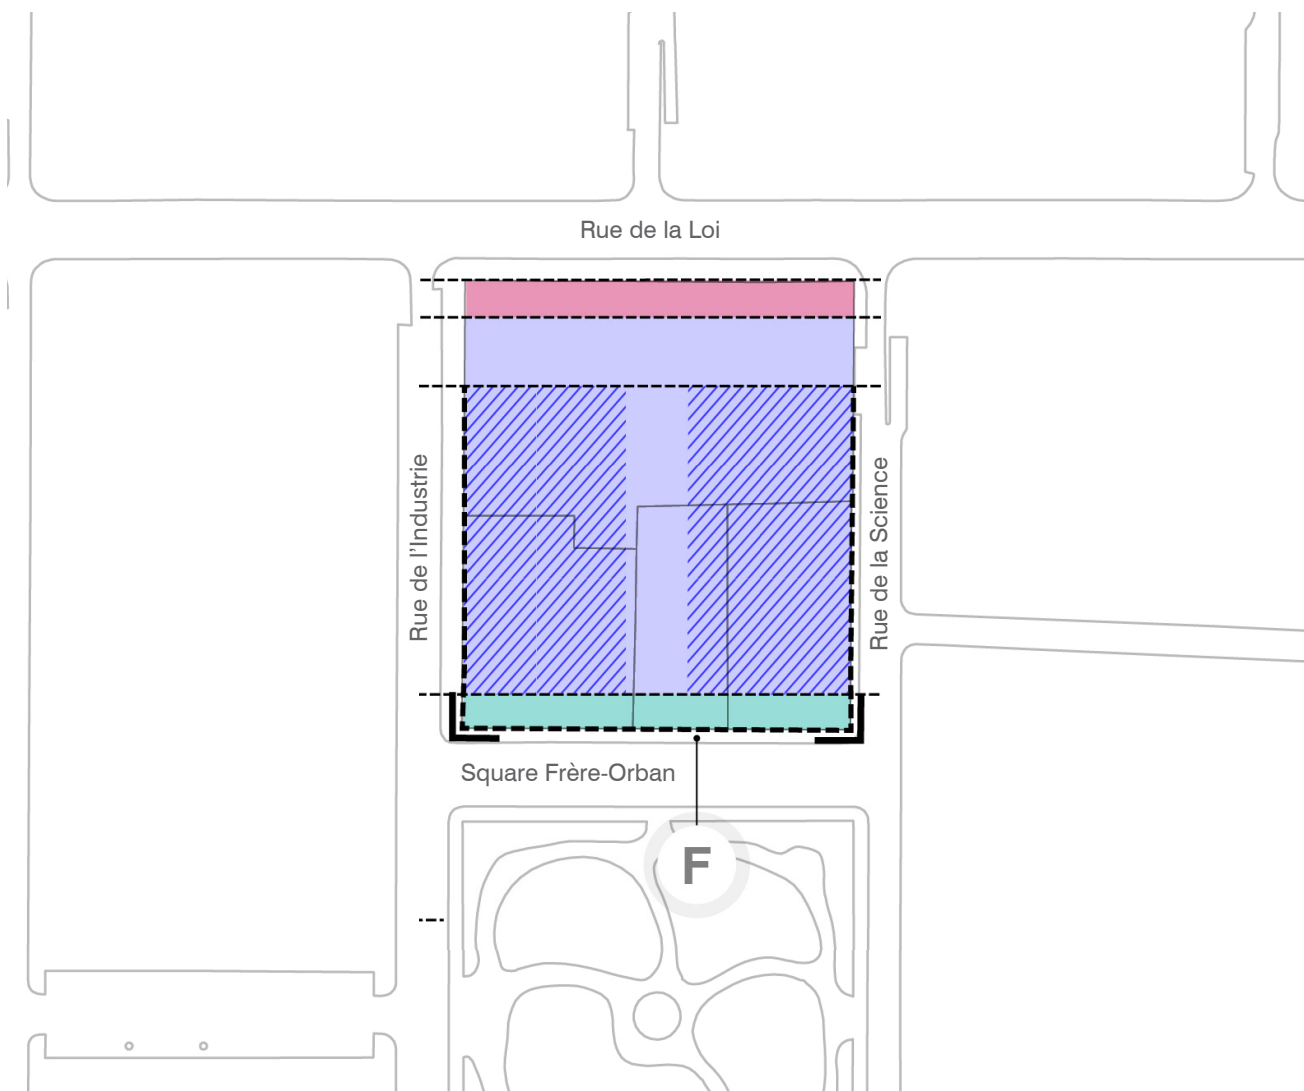 Rue de la Loi
Rue de l'Industrie
Rue de la Science
Square Frère-Orban
F